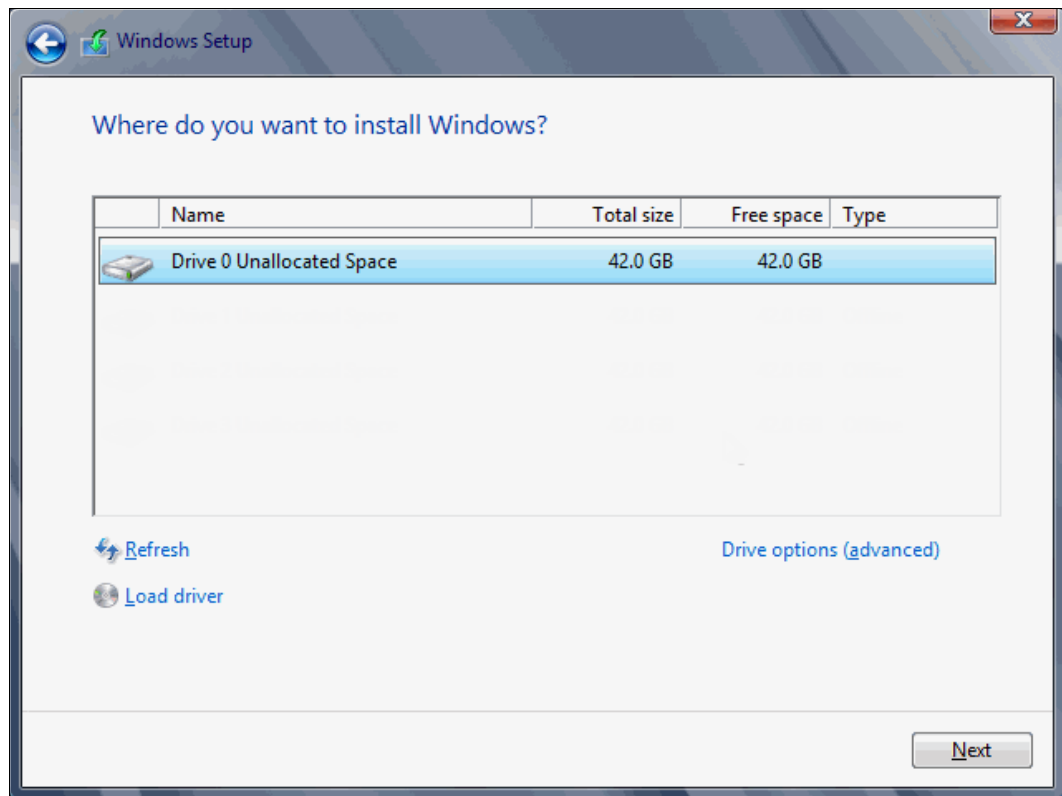 Windows Setup
X
Where do you want to install Windows?
Name Total size Free space Type
Drive 0 Unallocated Space 42.0 GB 42.0 GB
Refresh Drive options (advanced)
Load driver
Next